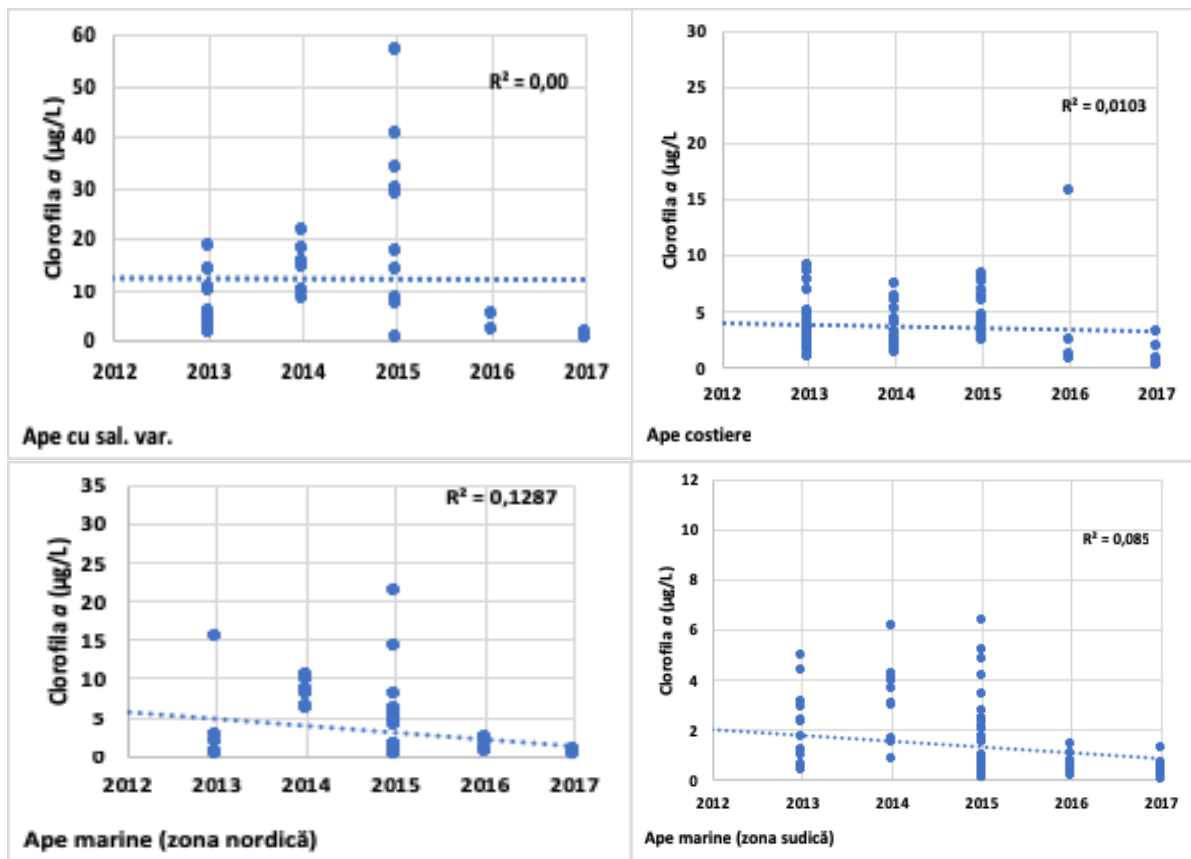 60
50
40
30
20
10
0
Clorofila a (µg/L)
R² = 0,00
2012 2013 2014 2015 2016 2017
Ape cu sal. var.
30
25
20
15
10
5
0
Clorofila a (µg/L
R² = 0,0103
2012 2013 2014 2015 2016 2017
Ape costiere
35
30
25
20
15
10
5
0
Clorofila a (µg/L)
R² = 0,1287
2012 2013 2014 2015 2016 2017
Ape marine (zona nordică)
12
10
8
6
4
2
0
Clorofila a (µg/L)
R² = 0,085
2012 2013 2014 2015 2016 2017
Ape marine (zona sudică)